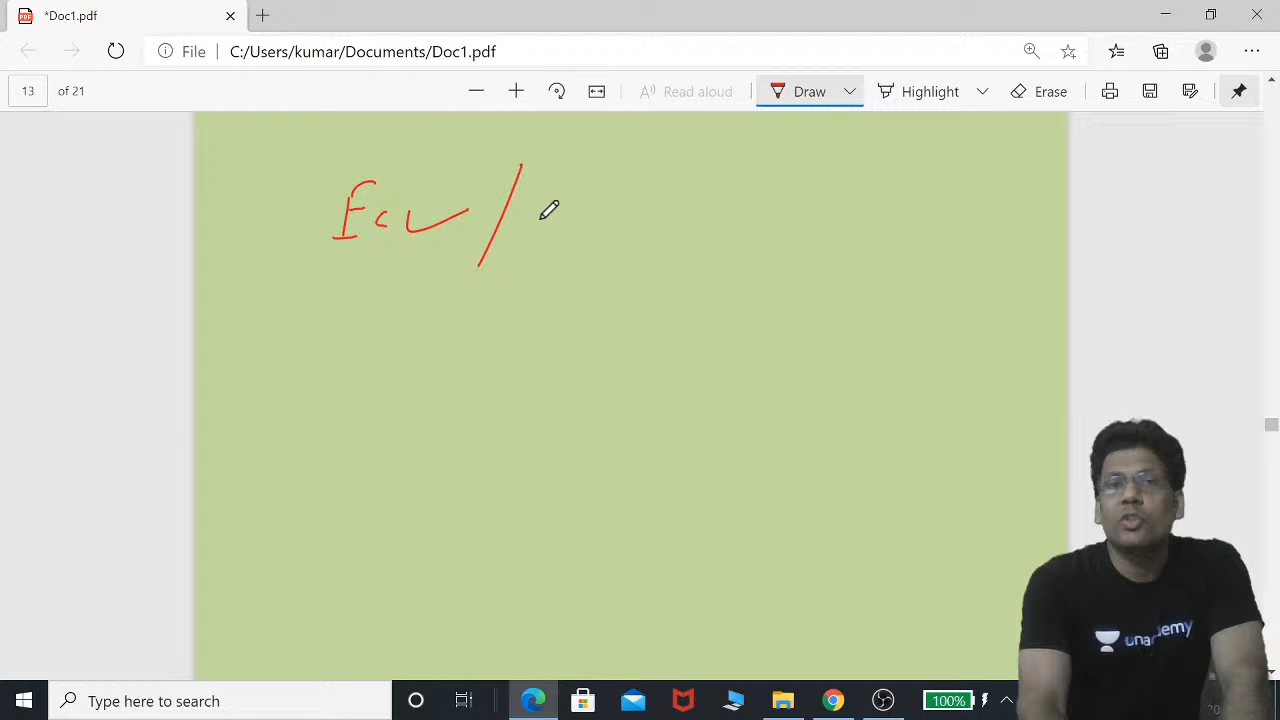 *Doc1.pdf
File C:/Users/kumar/Documents/Doc1.pdf
13 of 21 Read aloud Draw Highlight Erase
/
unacademy
Type here to search 100%